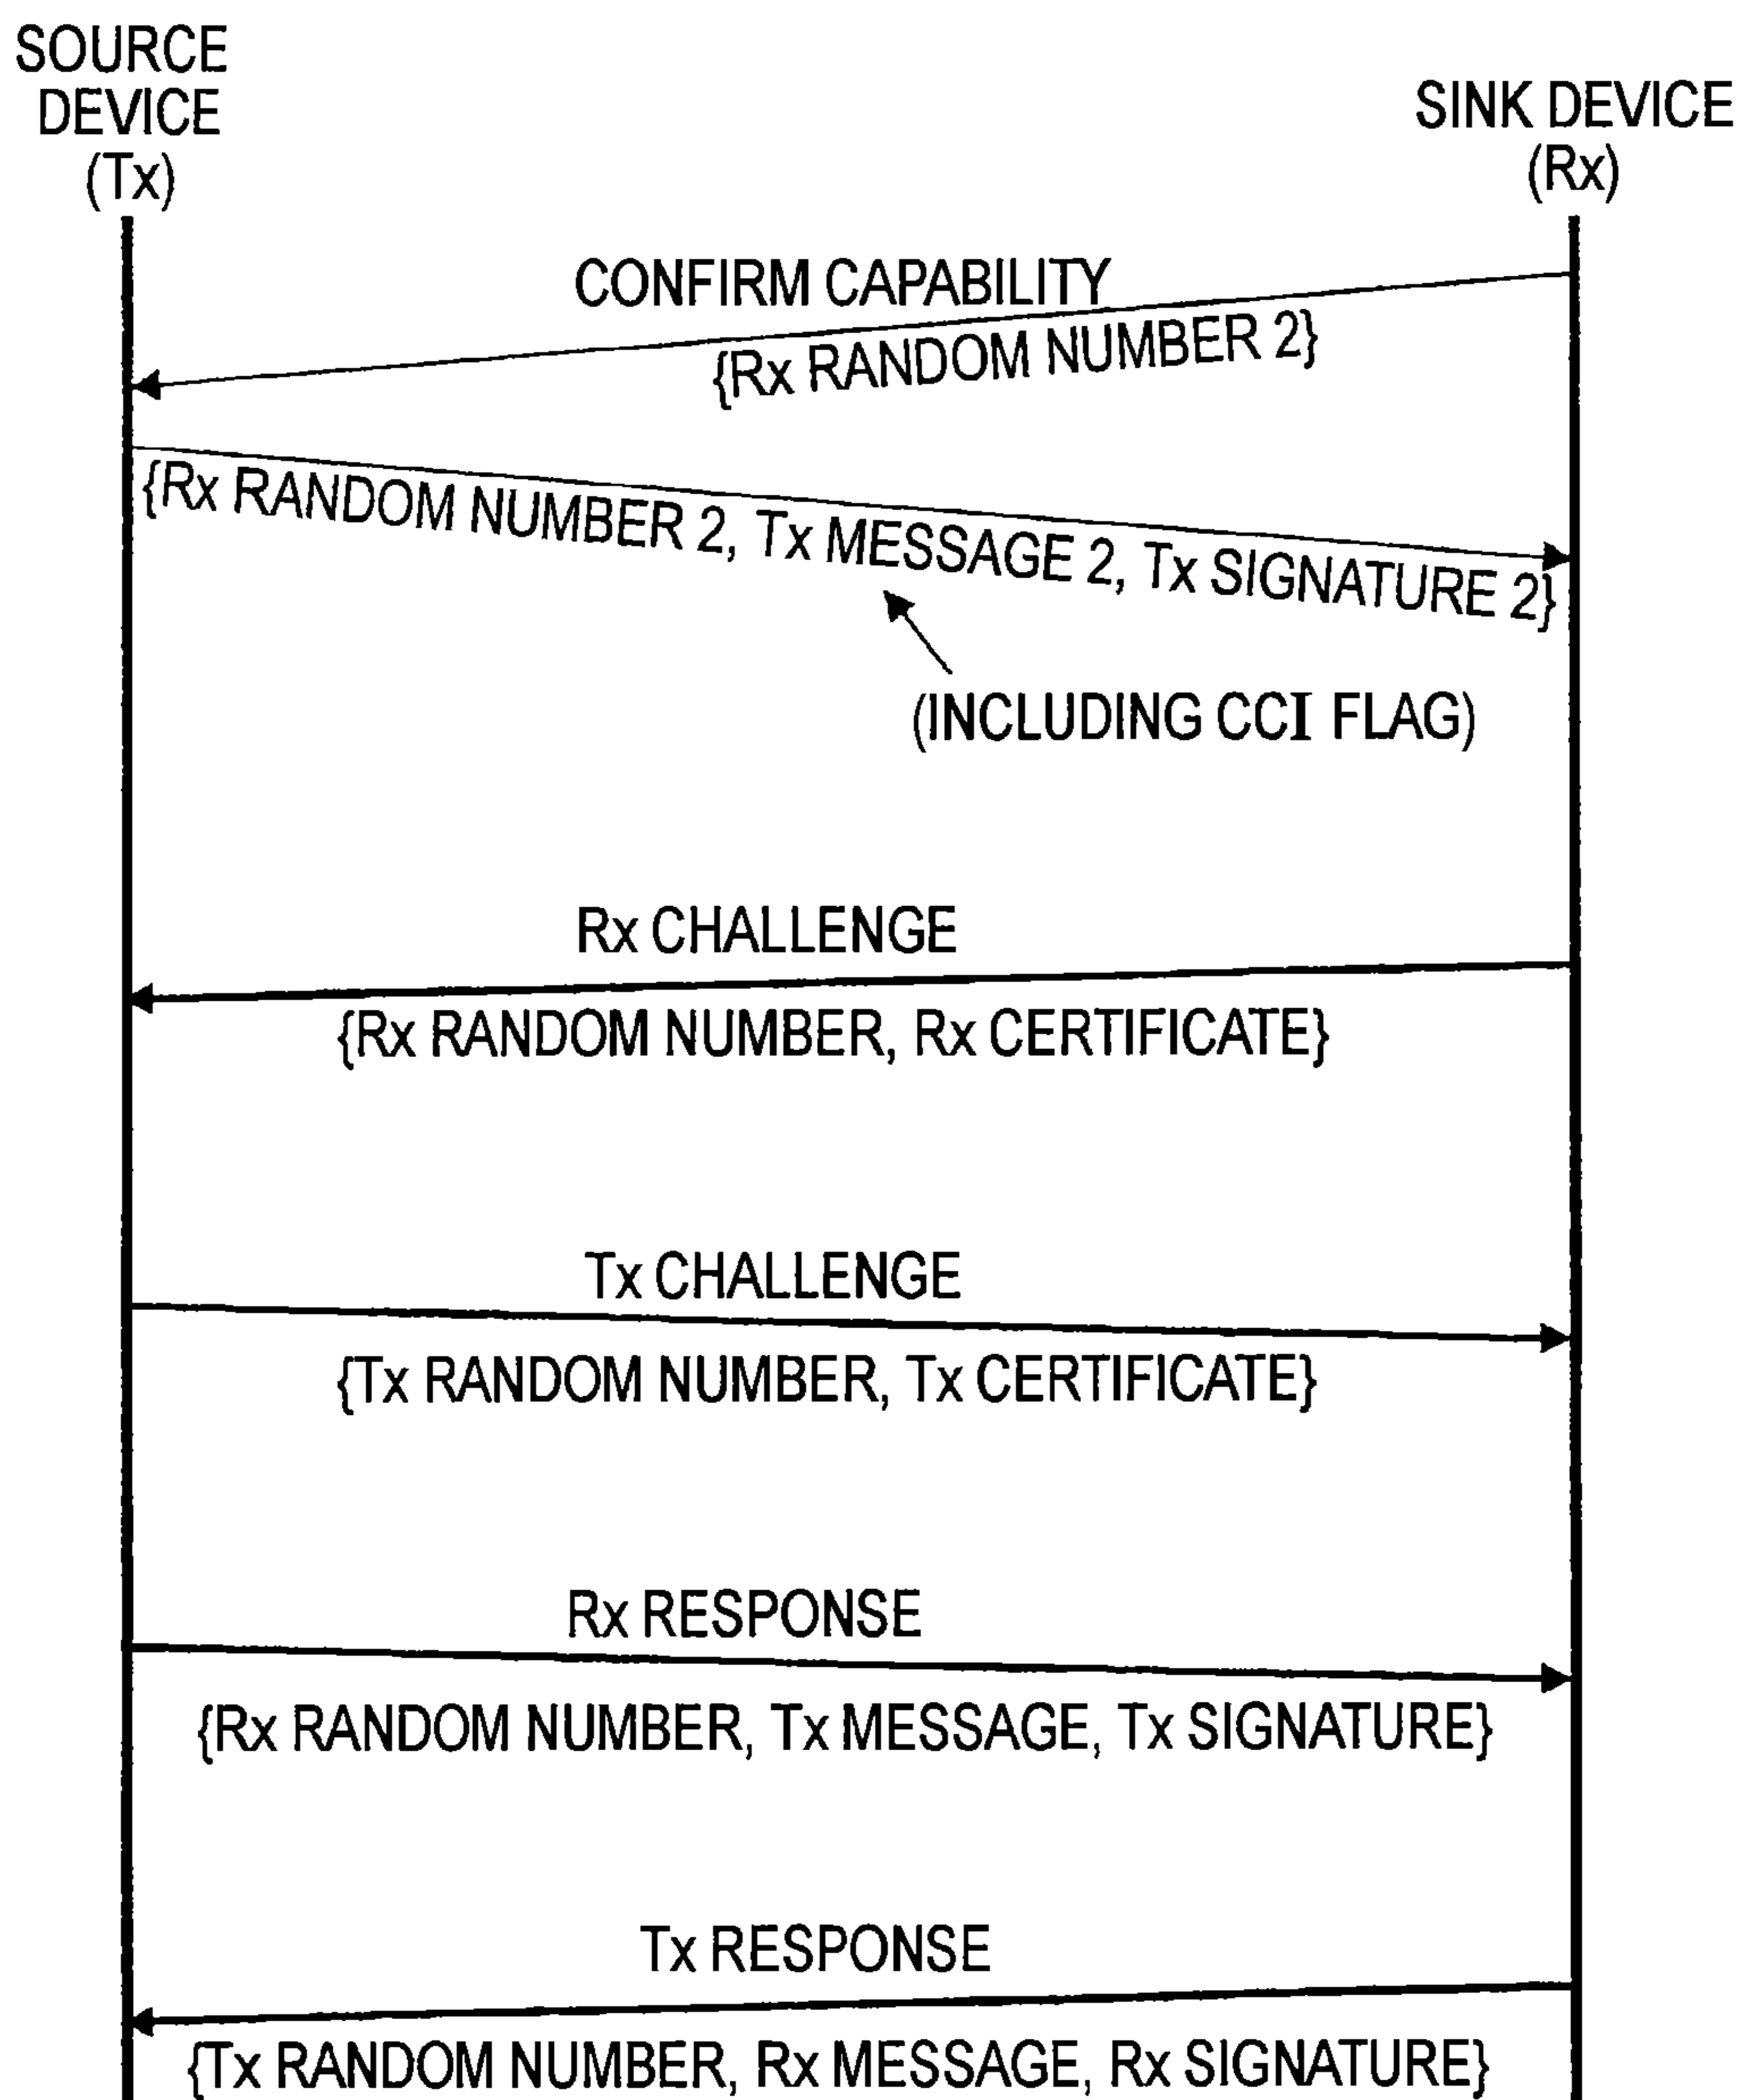 SOURCE
DEVICE
(Tx)
SINK DEVICE
(Rx)
CONFIRM CAPABILITY
{Rx RANDOM NUMBER 2}
{Rx RANDOM NUMBER 2, Tx MESSAGE 2, Tx SIGNATURE 2}
(INCLUDING CCI FLAG)
Rx CHALLENGE
{Rx RANDOM NUMBER, Rx CERTIFICATE}
Tx CHALLENGE
{Tx RANDOM NUMBER, Tx CERTIFICATE}
Rx RESPONSE
{Rx RANDOM NUMBER, Tx MESSAGE, Tx SIGNATURE}
Tx RESPONSE
{Tx RANDOM NUMBER, Rx MESSAGE, Rx SIGNATURE}